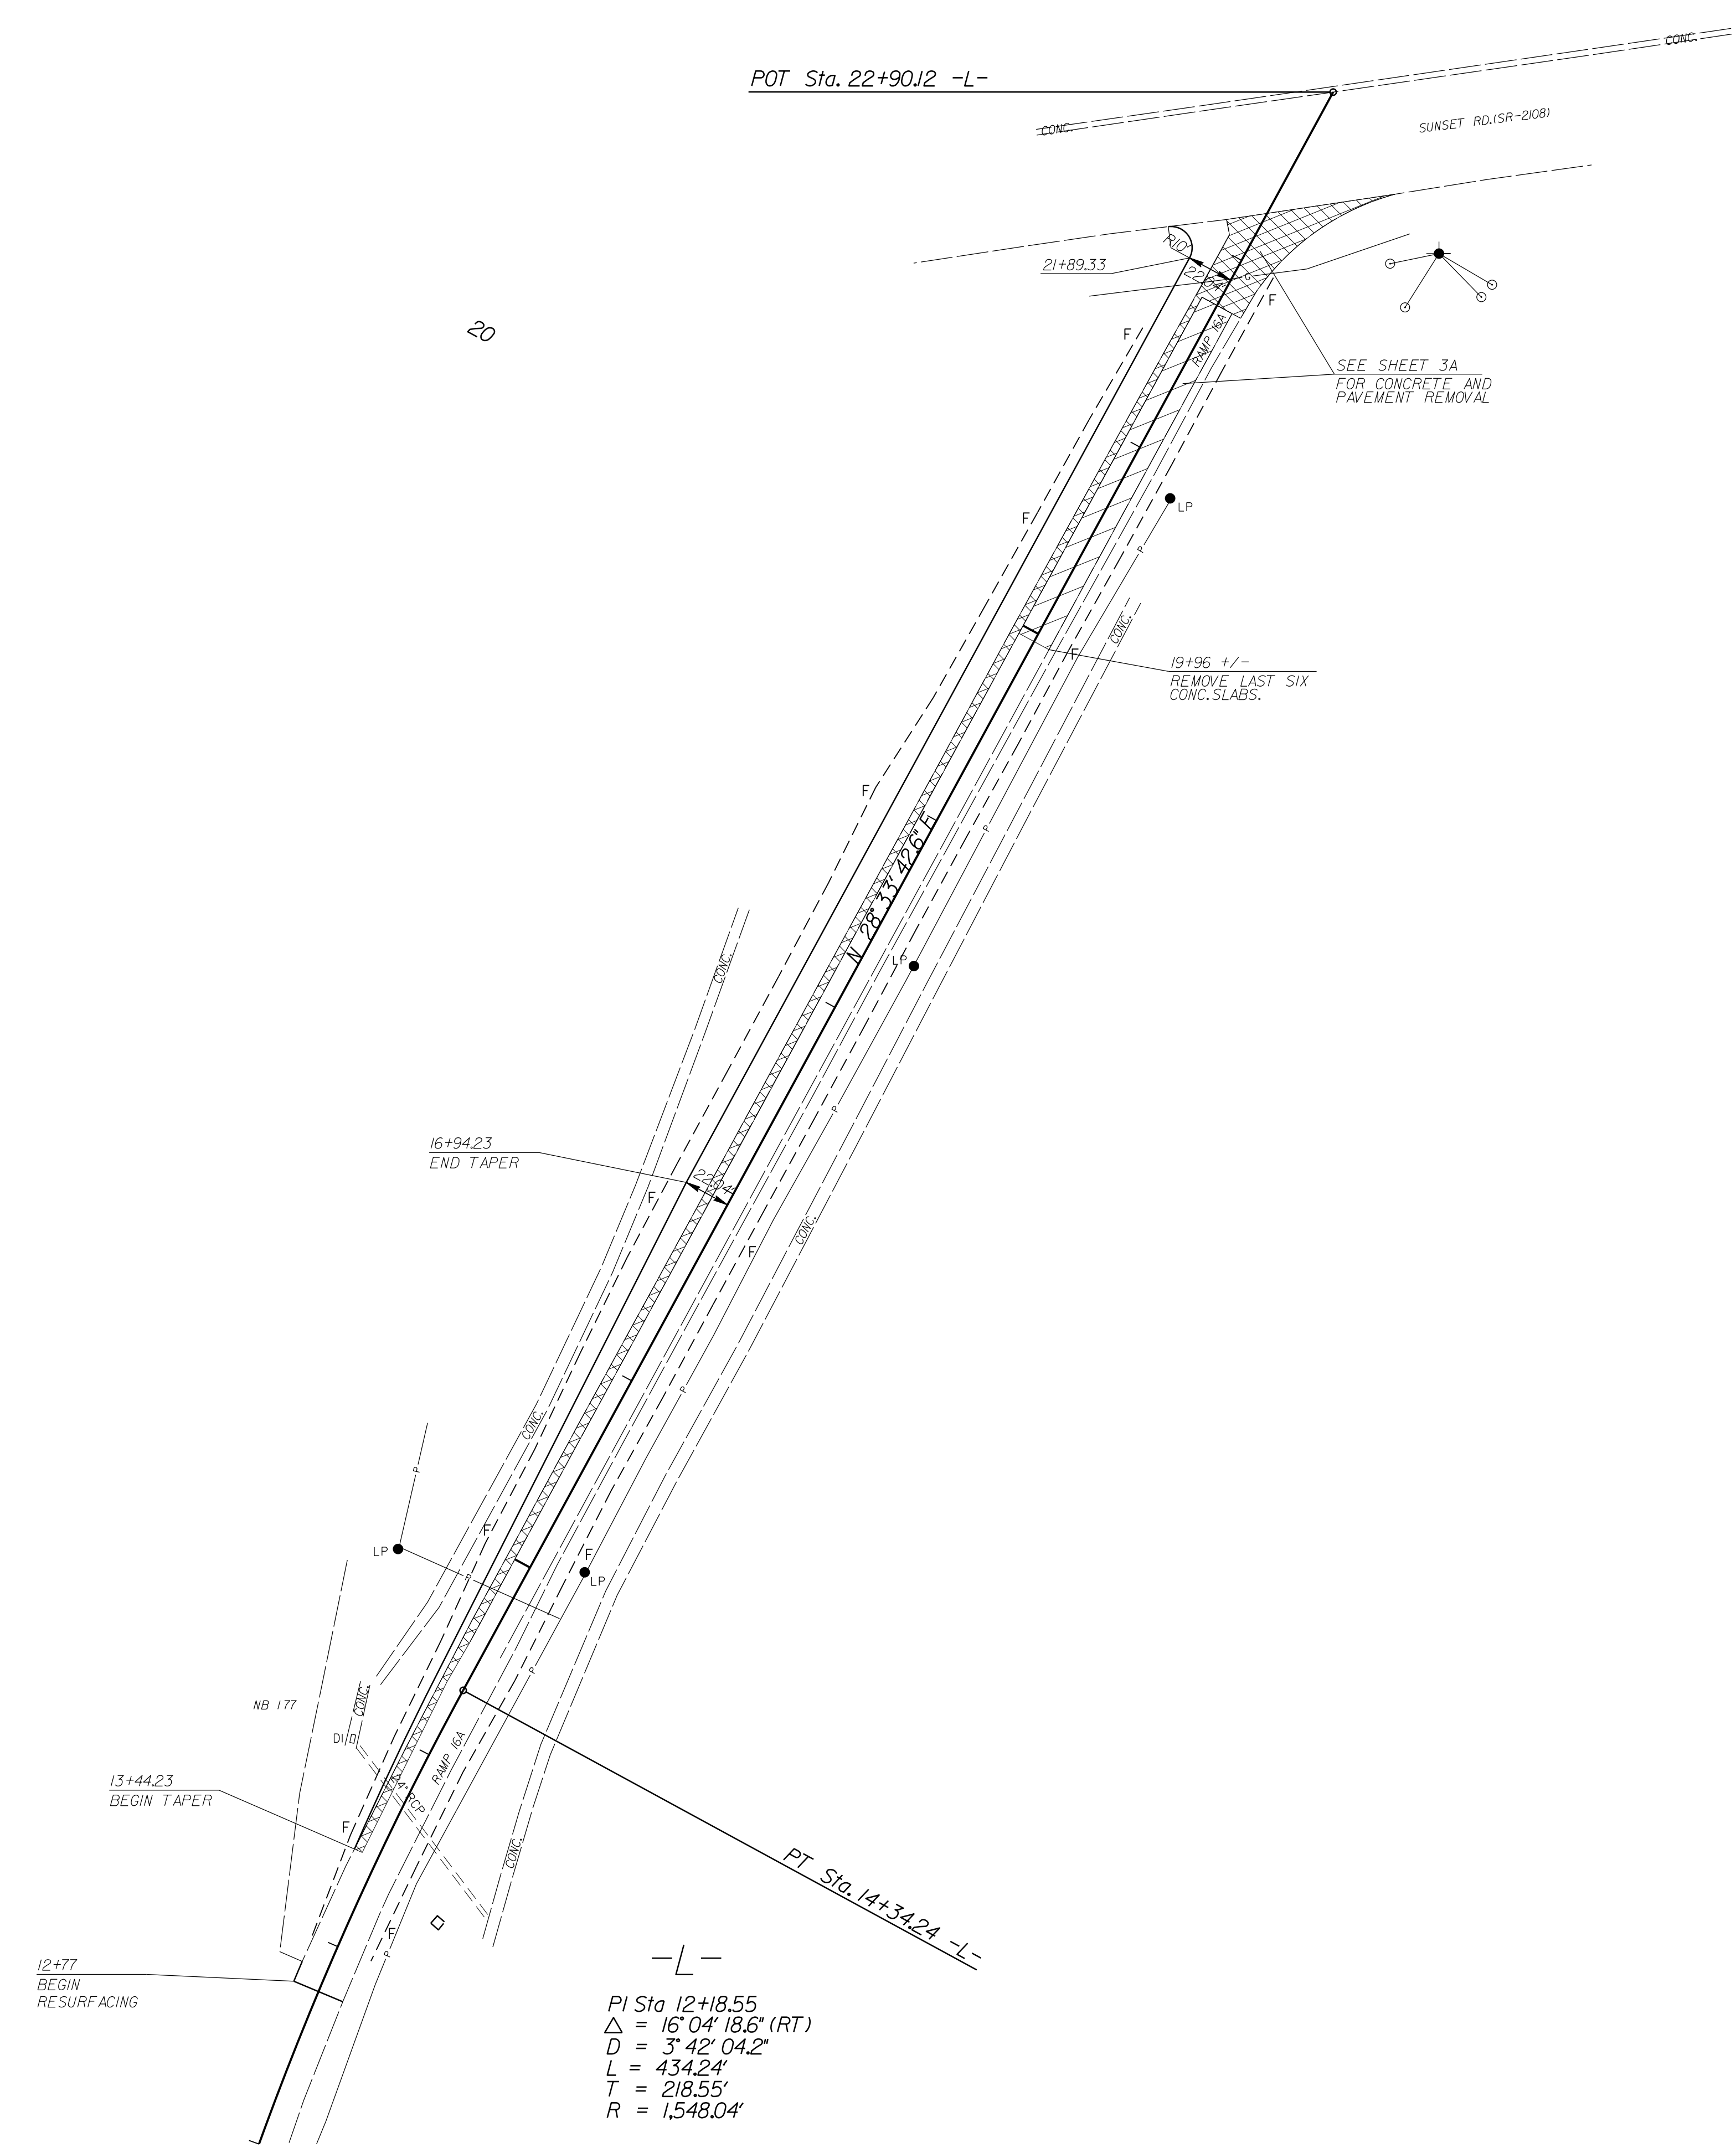 CONC.
POT Sta. 22+90.12 -L-
SUNSET RD.(SR-2108)
CONC.
R10'
21+89.33
22.04'
G
F
20
F
RAMP 16A
SEE SHEET 3A
FOR CONCRETE AND
PAVEMENT REMOVAL
F
LP
P
CONC.
F
19+96 +/-
REMOVE LAST SIX
CONC. SLABS.
F
P
N 28° 33' 42.6" E
CONC.
LP
P
16+94.23
END TAPER
22.04'
F
CONC.
F
P
CONC.
P
F
LP
F
LP
P
P
NB I 77
CONC.
DI
RAMP 16A
13+44.23
BEGIN TAPER
24" RCP
F
CONC.
PT Sta. 14+34.24 -L-
F
P
12+77
BEGIN
RESURFACING
-L-
PI Sta 12+18.55
△ = 16° 04' 18.6" (RT)
D = 3° 42' 04.2"
L = 434.24'
T = 218.55'
R = 1,548.04'